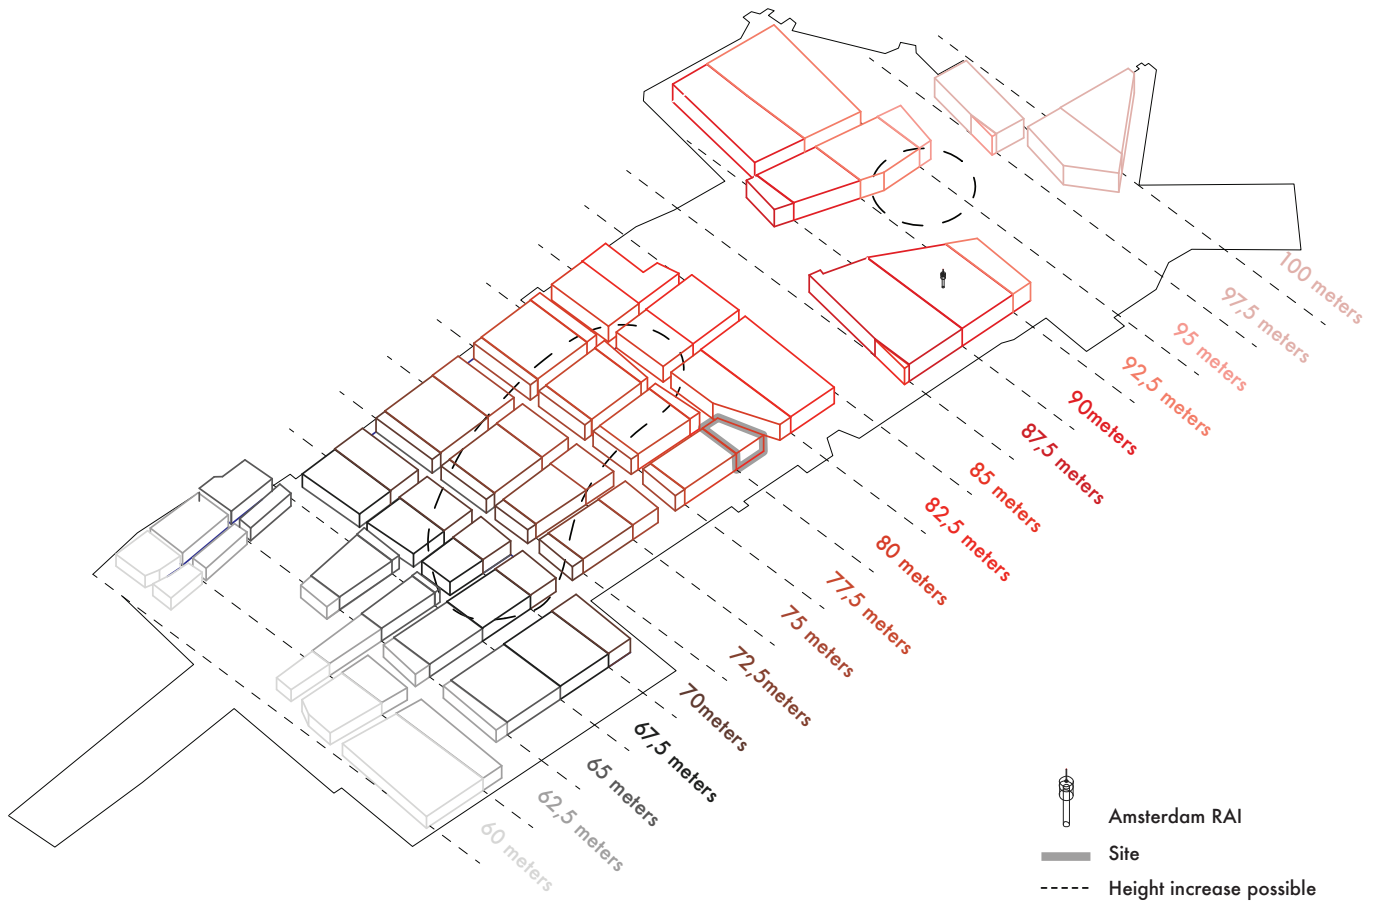 100 meters
97,5 meters
95 meters
92,5 meters
90meters
87,5 meters
85 meters
82,5 meters
80 meters
77,5 meters
75 meters
72,5meters
70meters
67,5 meters
65 meters
62,5 meters
60 meters
Amsterdam RAI
Site
Height increase possible